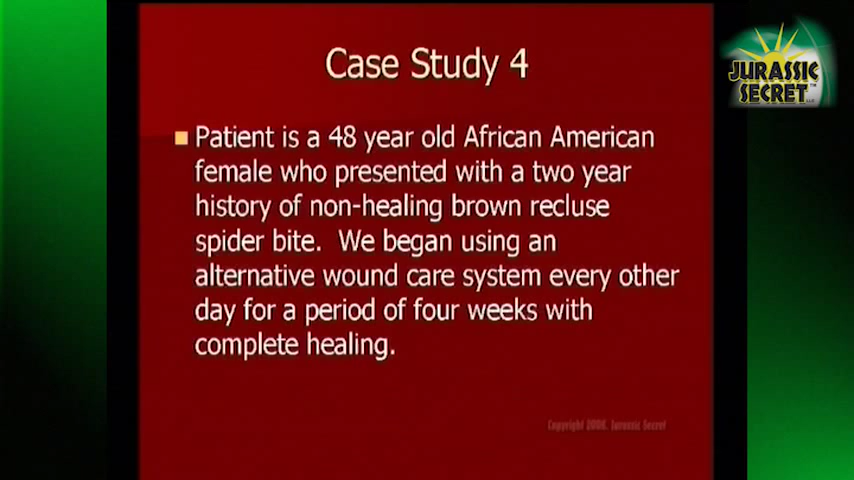 Case Study 4
JURASSIC
SECRET
Patient is a 48 year old African American
female who presented with a two year
history of non-healing brown recluse
spider bite. We began using an
alternative wound care system every other
day for a period of four weeks with
complete healing.
Jurassic Secret